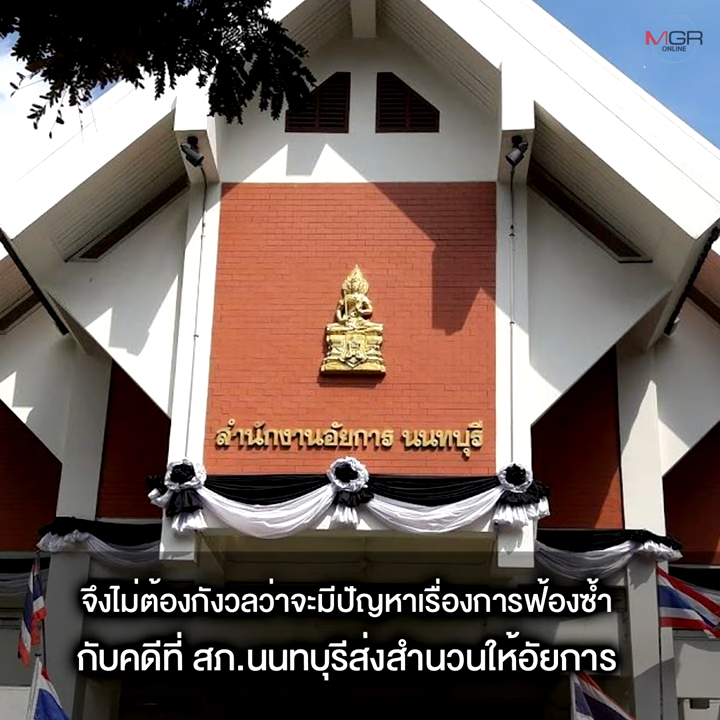 MGR
ONLINE
สำนักงานอัยการ นนทบุรี
จึงไม่ต้องกังวลว่าจะมีปัญหาเรื่องการฟ้องซ้ำ
กับคดีที่ สภ.นนทบุรีส่งสำนวนให้อัยการ